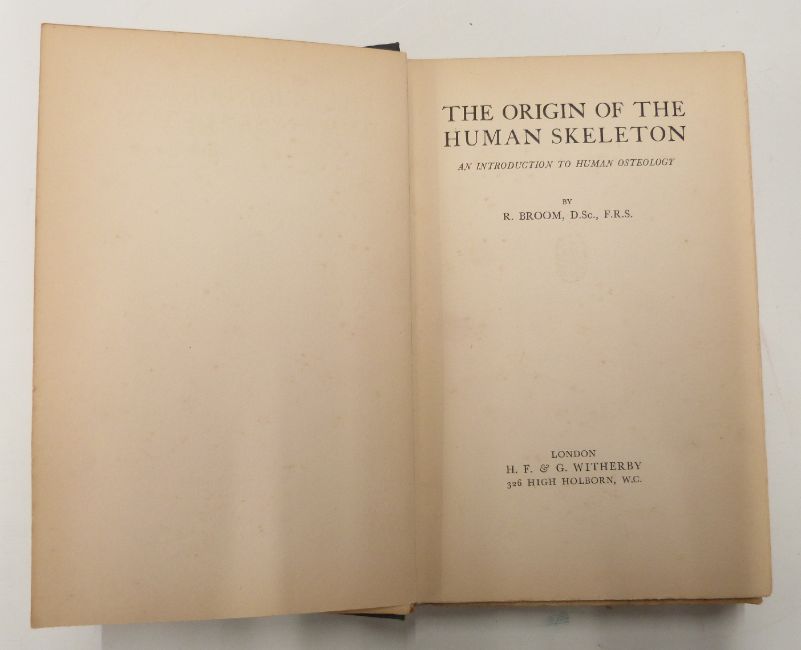 THE ORIGIN OF THE
HUMAN SKELETON
AN INTRODUCTION TO HUMAN OSTEOLOGY
BY
R. BROOM, D.Sc., F.R.S.
LONDON
H. F. & G. WITHERBY
326 HIGH HOLBORN, W.C.